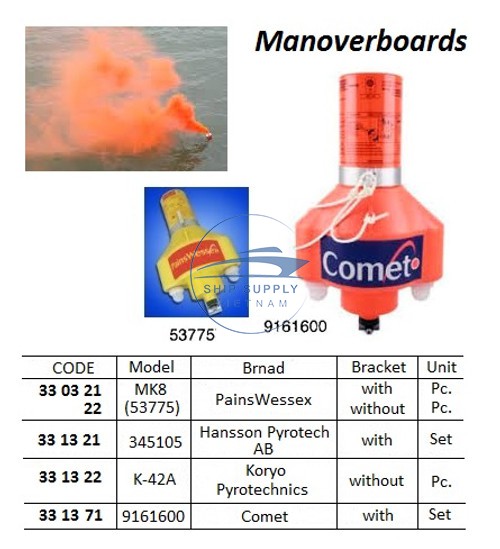 Manoverboards
PainsWessex
Comet
SHIP SUPPLY
VIETNAM
53775
9161600
CODE Model Brnad Bracket Unit
33 03 21 MK8 PainsWessex with Pc.
22 (53775) without Pc.
33 13 21 345105 Hansson Pyrotech AB with Set
33 13 22 K-42A Koryo Pyrotechnics without Pc.
33 13 71 9161600 Comet with Set